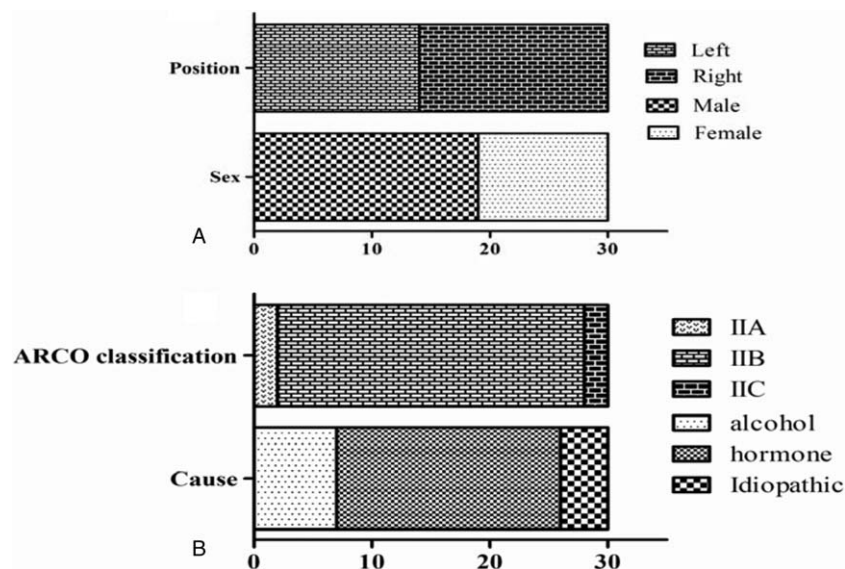 Position
Sex
A
0 10 20 30
Left
Right
Male
Female
ARCO classification
Cause
B
0 10 20 30
IIA
IIB
IIC
alcohol
hormone
Idiopathic